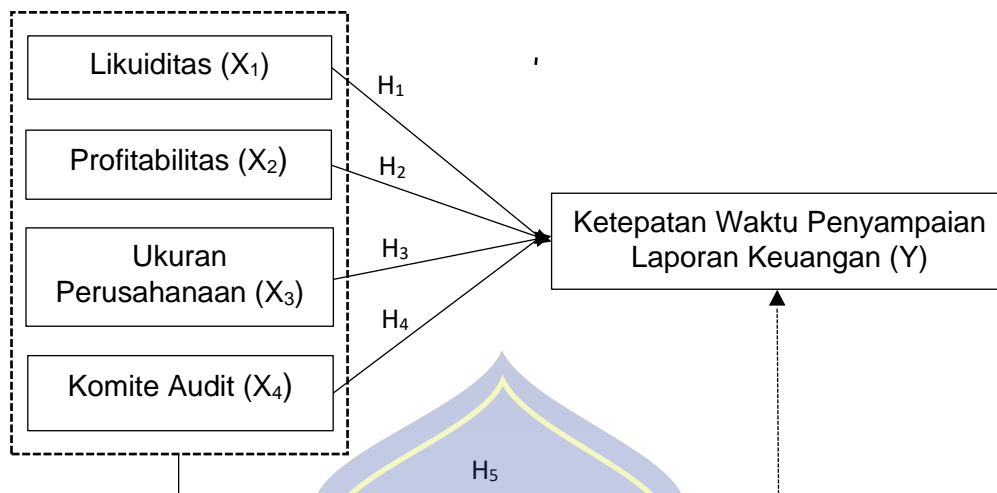 Likuiditas (X₁)
H₁
Profitabilitas (X₂)
H₂
Ukuran
Perusahanaan (X₃)
H₃
Komite Audit (X₄)
H₄
Ketepatan Waktu Penyampaian
Laporan Keuangan (Y)
H₅